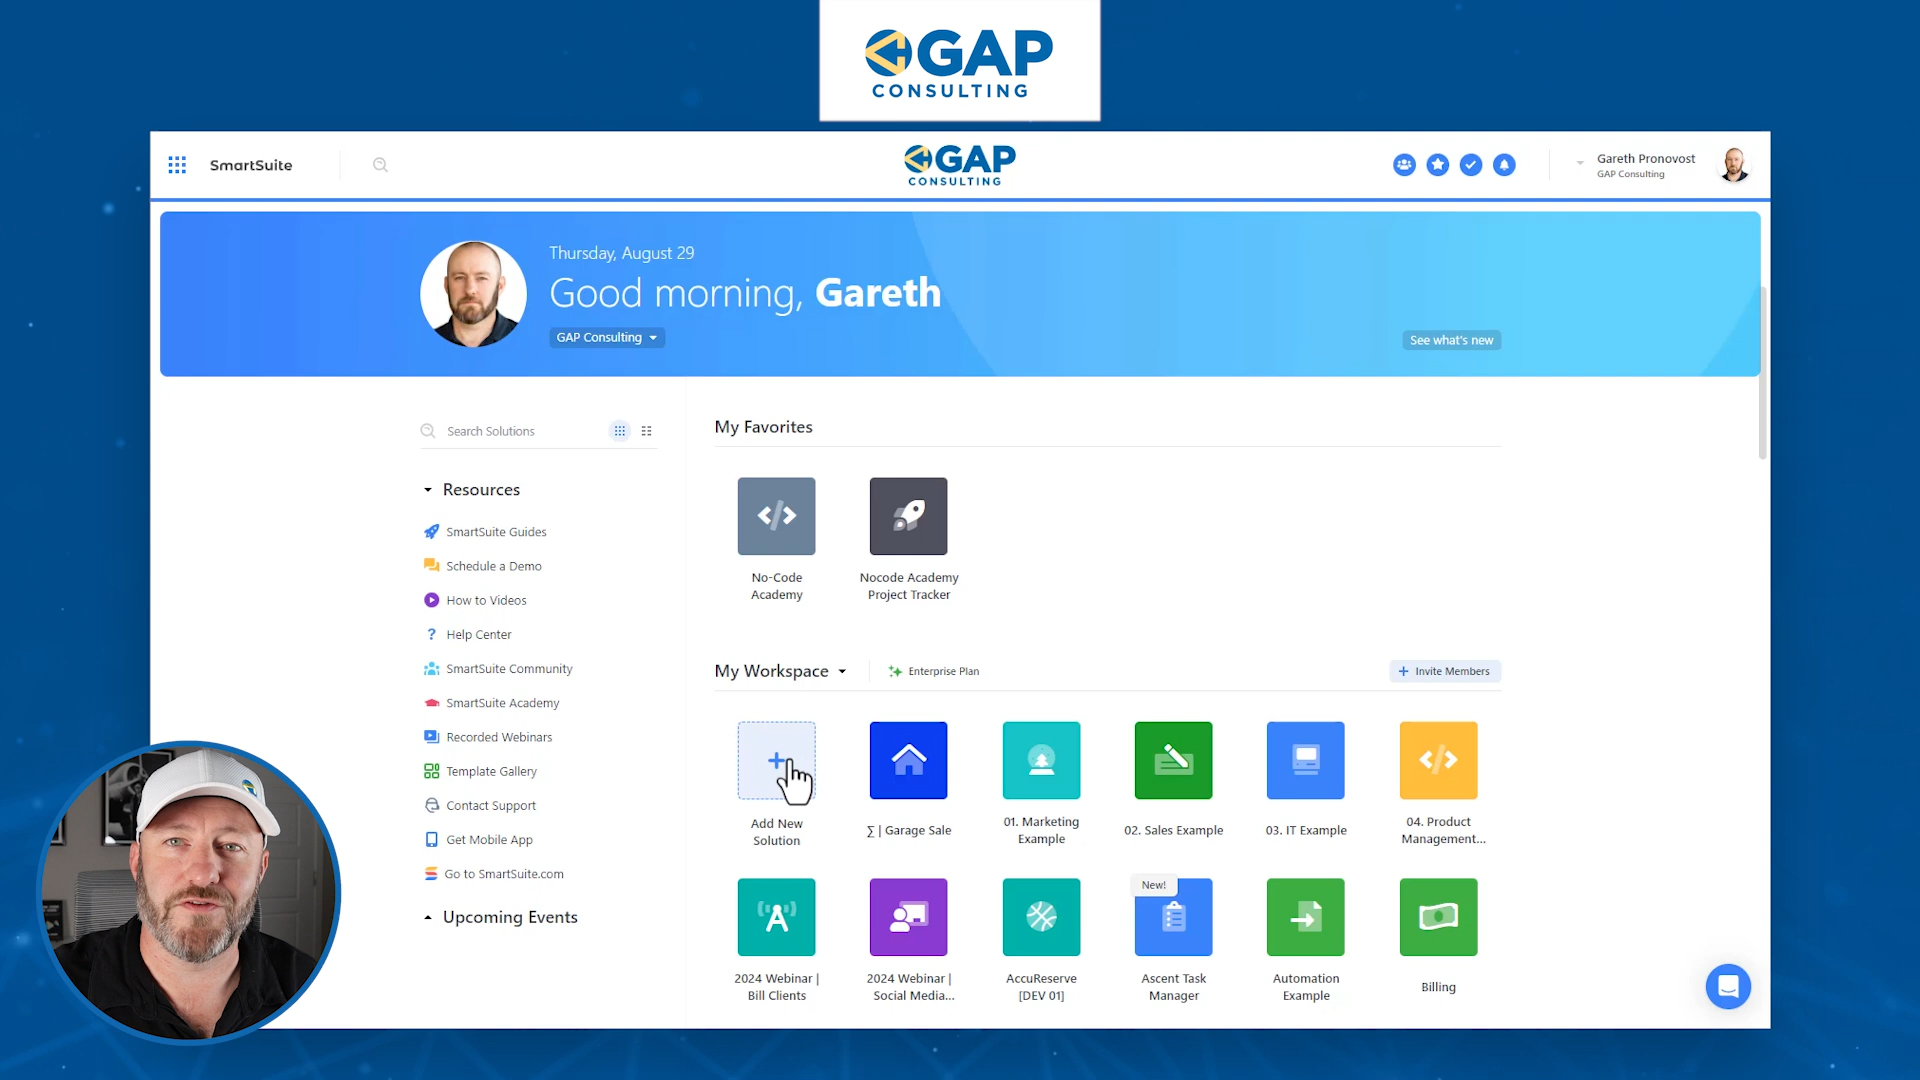 GAP
CONSULTING
SmartSuite
GAP
CONSULTING
Gareth Pronovost
GAP Consulting
Thursday, August 29
Good morning, Gareth
GAP Consulting
See what's new
Search Solutions
My Favorites
Resources
No-Code
Academy
Nocode Academy
Project Tracker
SmartSuite Guides
Schedule a Demo
How to Videos
? Help Center
SmartSuite Community
SmartSuite Academy
Recorded Webinars
Template Gallery
Contact Support
Get Mobile App
Go to SmartSuite.com
Upcoming Events
My Workspace
Enterprise Plan
+ Invite Members
Add New
Solution
∑ | Garage Sale
01. Marketing
Example
02. Sales Example
03. IT Example
04. Product
Management...
New!
2024 Webinar |
Bill Clients
2024 Webinar |
Social Media...
AccuReserve
[DEV 01]
Ascent Task
Manager
Automation
Example
Billing